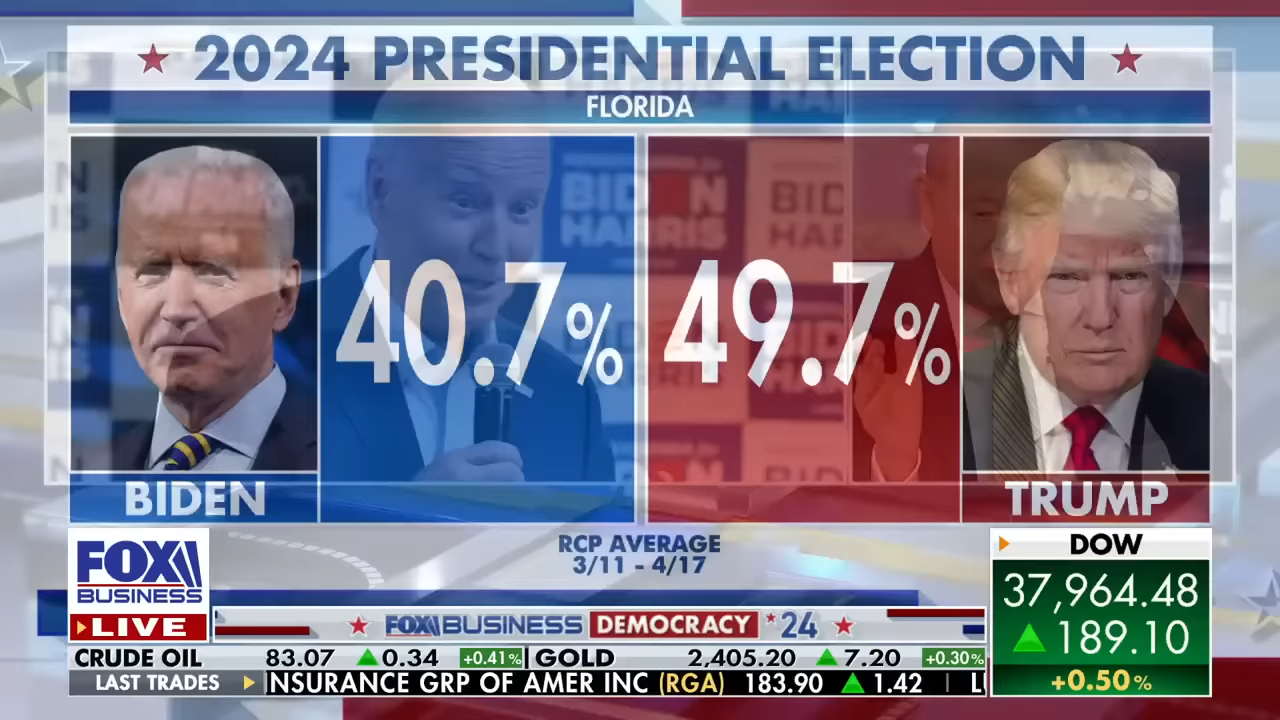 2024 PRESIDENTIAL ELECTION
FLORIDA
BIDEN HARRIS
40.7%
49.7%
BIDEN
TRUMP
RCP AVERAGE
3/11 - 4/17
FOX BUSINESS
LIVE
FOX BUSINESS DEMOCRACY '24
DOW
37,964.48
189.10
+0.50%
CRUDE OIL 83.07 0.34 +0.41% GOLD 2,405.20 7.20 +0.30%
LAST TRADES INSURANCE GRP OF AMER INC (RGA) 183.90 1.42